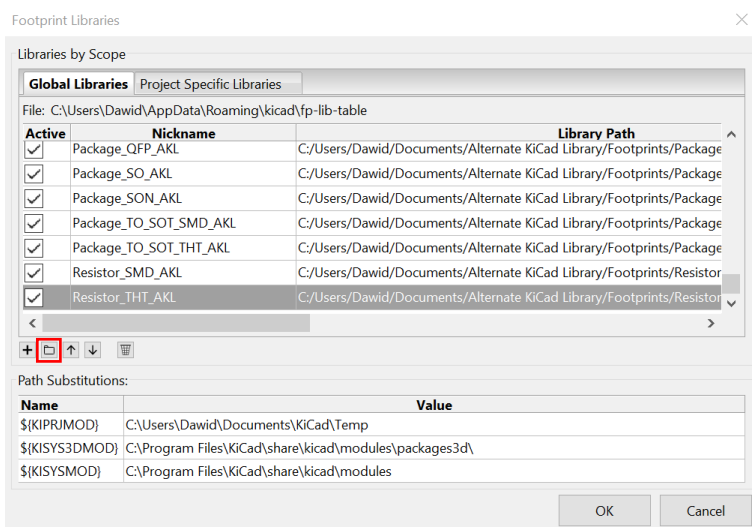 Footprint Libraries
Libraries by Scope
Global Libraries Project Specific Libraries
File: C:\Users\Dawid\AppData\Roaming\kicad\fp-lib-table
Active Nickname Library Path
Package_QFP_AKL C:/Users/Dawid/Documents/Alternate KiCad Library/Footprints/Package
Package_SO_AKL C:/Users/Dawid/Documents/Alternate KiCad Library/Footprints/Package
Package_SON_AKL C:/Users/Dawid/Documents/Alternate KiCad Library/Footprints/Package
Package_TO_SOT_SMD_AKL C:/Users/Dawid/Documents/Alternate KiCad Library/Footprints/Package
Package_TO_SOT_THT_AKL C:/Users/Dawid/Documents/Alternate KiCad Library/Footprints/Package
Resistor_SMD_AKL C:/Users/Dawid/Documents/Alternate KiCad Library/Footprints/Resistor
Resistor_THT_AKL C:/Users/Dawid/Documents/Alternate KiCad Library/Footprints/Resistor
Path Substitutions:
Name Value
${KIPRJMOD} C:\Users\Dawid\Documents\KiCad\Temp
${KISYS3DMOD} C:\Program Files\KiCad\share\kicad\modules\packages3d\
${KISYSMOD} C:\Program Files\KiCad\share\kicad\modules
OK Cancel